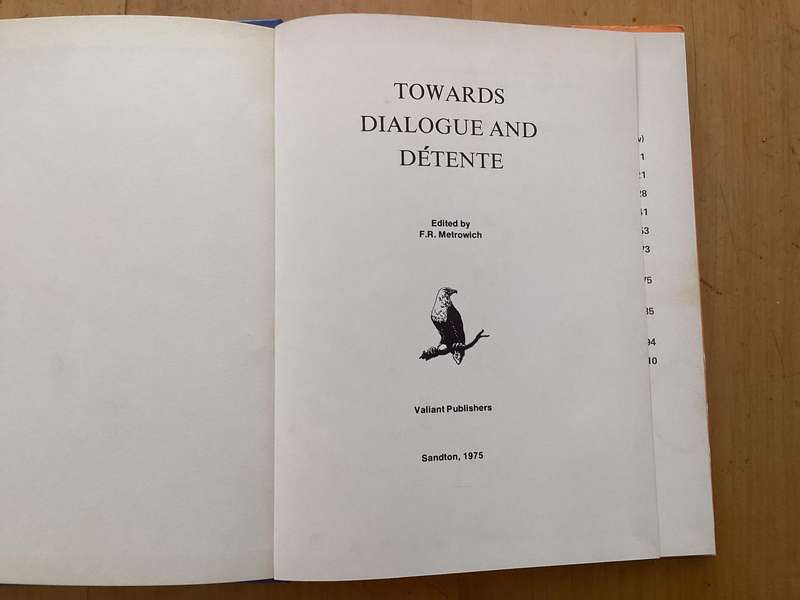 TOWARDS
DIALOGUE AND
DÉTENTE
Edited by
F.R. Metrowich
Valiant Publishers
Sandton, 1975